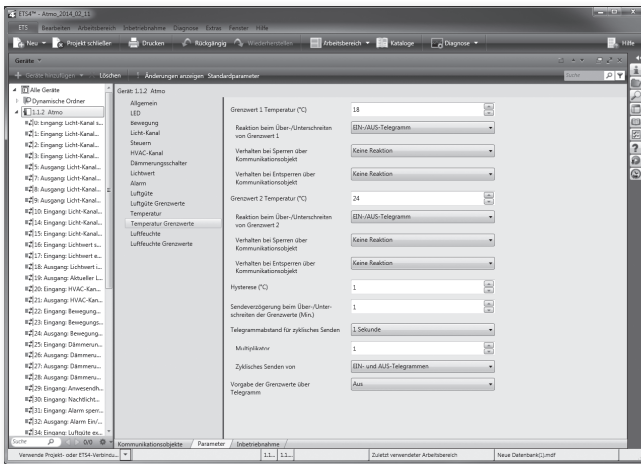 ETS4™ - Atmo_2014_02_11
ETS Bearbeiten Arbeitsbereich Inbetriebnahme Diagnose Extras Fenster Hilfe
Neu Projekt schließen Drucken Rückgängig Wiederherstellen Arbeitsbereich Kataloge Diagnose Hilfe
Geräte
Geräte hinzufügen Löschen Änderungen anzeigen Standardparameter Suche
Alle Geräte
Dynamische Ordner
1.1.2 Atmo
0: Eingang: Licht-Kanal s...
1: Eingang: Licht-Kanal...
2: Eingang: Licht-Kanal...
3: Eingang: Licht-Kanal...
5: Ausgang: Licht-Kanal...
7: Ausgang: Licht-Kanal...
8: Ausgang: Licht-Kanal...
9: Ausgang: Licht-Kanal...
10: Eingang: Licht-Kanal...
14: Eingang: Licht-Kanal...
15: Eingang: Licht-Kanal...
16: Eingang: Lichtwert s...
17: Eingang: Lichtwert e...
18: Ausgang: Lichtwert i...
19: Ausgang: Aktueller L...
20: Eingang: HVAC-Kan...
21: Ausgang: HVAC-Kan...
22: Eingang: Bewegung...
23: Eingang: Bewegungs...
24: Ausgang: Bewegung...
25: Eingang: Dämmerun...
26: Ausgang: Dämmeru...
27: Ausgang: Dämmeru...
28: Ausgang: Dämmeru...
29: Eingang: Anwesendh...
30: Eingang: Nachtlicht...
31: Eingang: Alarm sperr...
32: Ausgang: Alarm Ein/...
34: Eingang: Luftgüte ex...
Suche 0/0
Gerät: 1.1.2 Atmo
Allgemein
LED
Bewegung
Licht-Kanal
Steuern
HVAC-Kanal
Dämmerungsschalter
Lichtwert
Alarm
Luftgüte
Luftgüte Grenzwerte
Temperatur
Temperatur Grenzwerte
Luftfeuchte
Luftfeuchte Grenzwerte
Grenzwert 1 Temperatur (°C) 18
Reaktion beim Über-/Unterschreiten EIN-/AUS-Telegramm
von Grenzwert 1
Verhalten bei Sperren über Keine Reaktion
Kommunikationsobjekt
Verhalten bei Entsperren über Keine Reaktion
Kommunikationsobjekt
Grenzwert 2 Temperatur (°C) 24
Reaktion beim Über-/Unterschreiten EIN-/AUS-Telegramm
von Grenzwert 2
Verhalten bei Sperren über Keine Reaktion
Kommunikationsobjekt
Verhalten bei Entsperren über Keine Reaktion
Kommunikationsobjekt
Hysterese (°C) 1
Sendeverzögerung beim Über-/Unter- 1
schreiten der Grenzwerte (Min.)
Telegrammabstand für zyklisches Senden 1 Sekunde
Multiplikator 1
Zyklisches Senden von EIN- und AUS-Telegrammen
Vorgabe der Grenzwerte über Aus
Telegramm
Kommunikationsobjekte Parameter Inbetriebnahme
Verwende Projekt- oder ETS4-Verbindu... 1.1... 1.1... Zuletzt verwendeter Arbeitsbereich Neue Datenbank(1).mdf